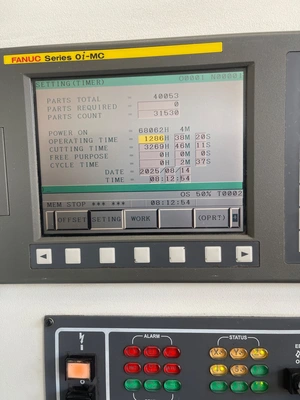 FANUC Series 0i-MC
SETTING(TIMER) O0001 N00001
PARTS TOTAL = 40053
PARTS REQUIRED = 0
PARTS COUNT = 31530
POWER ON = 68062H 4M
OPERATING TIME = 1286H 38M 20S
CUTTING TIME = 3269H 46M 11S
FREE PURPOSE = 0H 0M 0S
CYCLE TIME = 0H 2M 37S
DATE = 2025/08/14
TIME = 08:12:54
OS 50% T0002
MEM STOP *** *** 08:12:54
OFFSET SETING WORK (OPRT)
ALARM STATUS